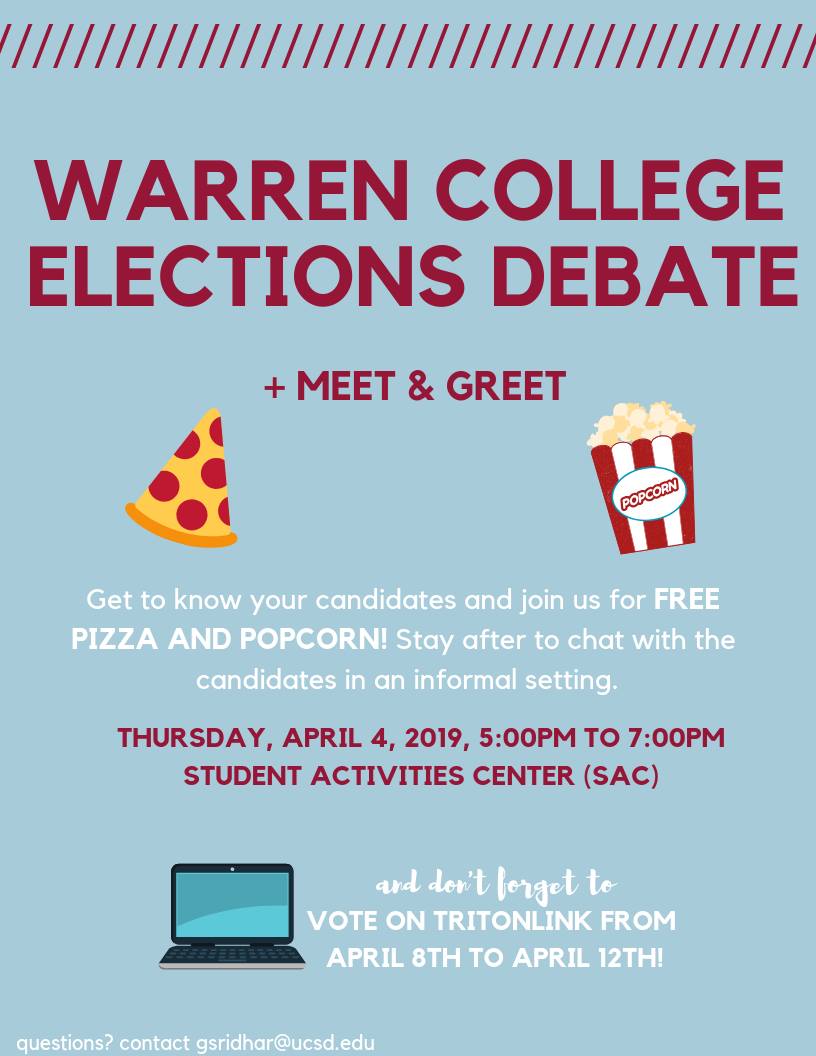 WARREN COLLEGE
ELECTIONS DEBATE
+ MEET & GREET
POPCORN
Get to know your candidates and join us for FREE
PIZZA AND POPCORN! Stay after to chat with the
candidates in an informal setting.
THURSDAY, APRIL 4, 2019, 5:00PM TO 7:00PM
STUDENT ACTIVITIES CENTER (SAC)
and don't forget to
VOTE ON TRITONLINK FROM
APRIL 8TH TO APRIL 12TH!
questions? contact gsridhar@ucsd.edu